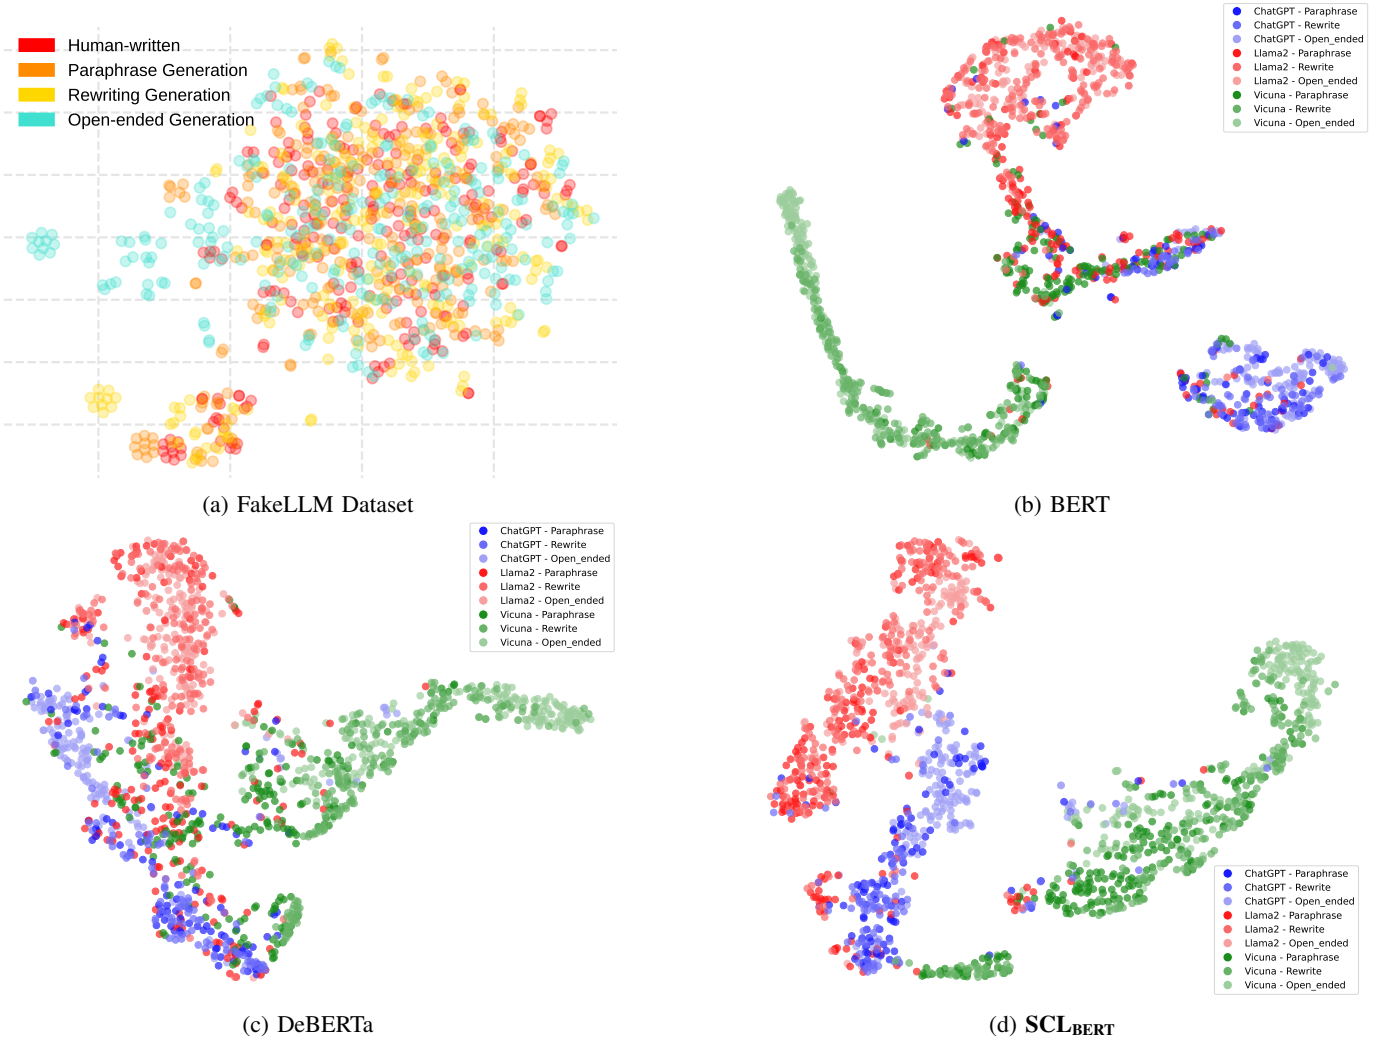 Human-written
Paraphrase Generation
Rewriting Generation
Open-ended Generation
(a) FakeLLM Dataset
ChatGPT - Paraphrase
ChatGPT - Rewrite
ChatGPT - Open_ended
Llama2 - Paraphrase
Llama2 - Rewrite
Llama2 - Open_ended
Vicuna - Paraphrase
Vicuna - Rewrite
Vicuna - Open_ended
(b) BERT
ChatGPT - Paraphrase
ChatGPT - Rewrite
ChatGPT - Open_ended
Llama2 - Paraphrase
Llama2 - Rewrite
Llama2 - Open_ended
Vicuna - Paraphrase
Vicuna - Rewrite
Vicuna - Open_ended
(c) DeBERTa
ChatGPT - Paraphrase
ChatGPT - Rewrite
ChatGPT - Open_ended
Llama2 - Paraphrase
Llama2 - Rewrite
Llama2 - Open_ended
Vicuna - Paraphrase
Vicuna - Rewrite
Vicuna - Open_ended
(d) SCLBERT